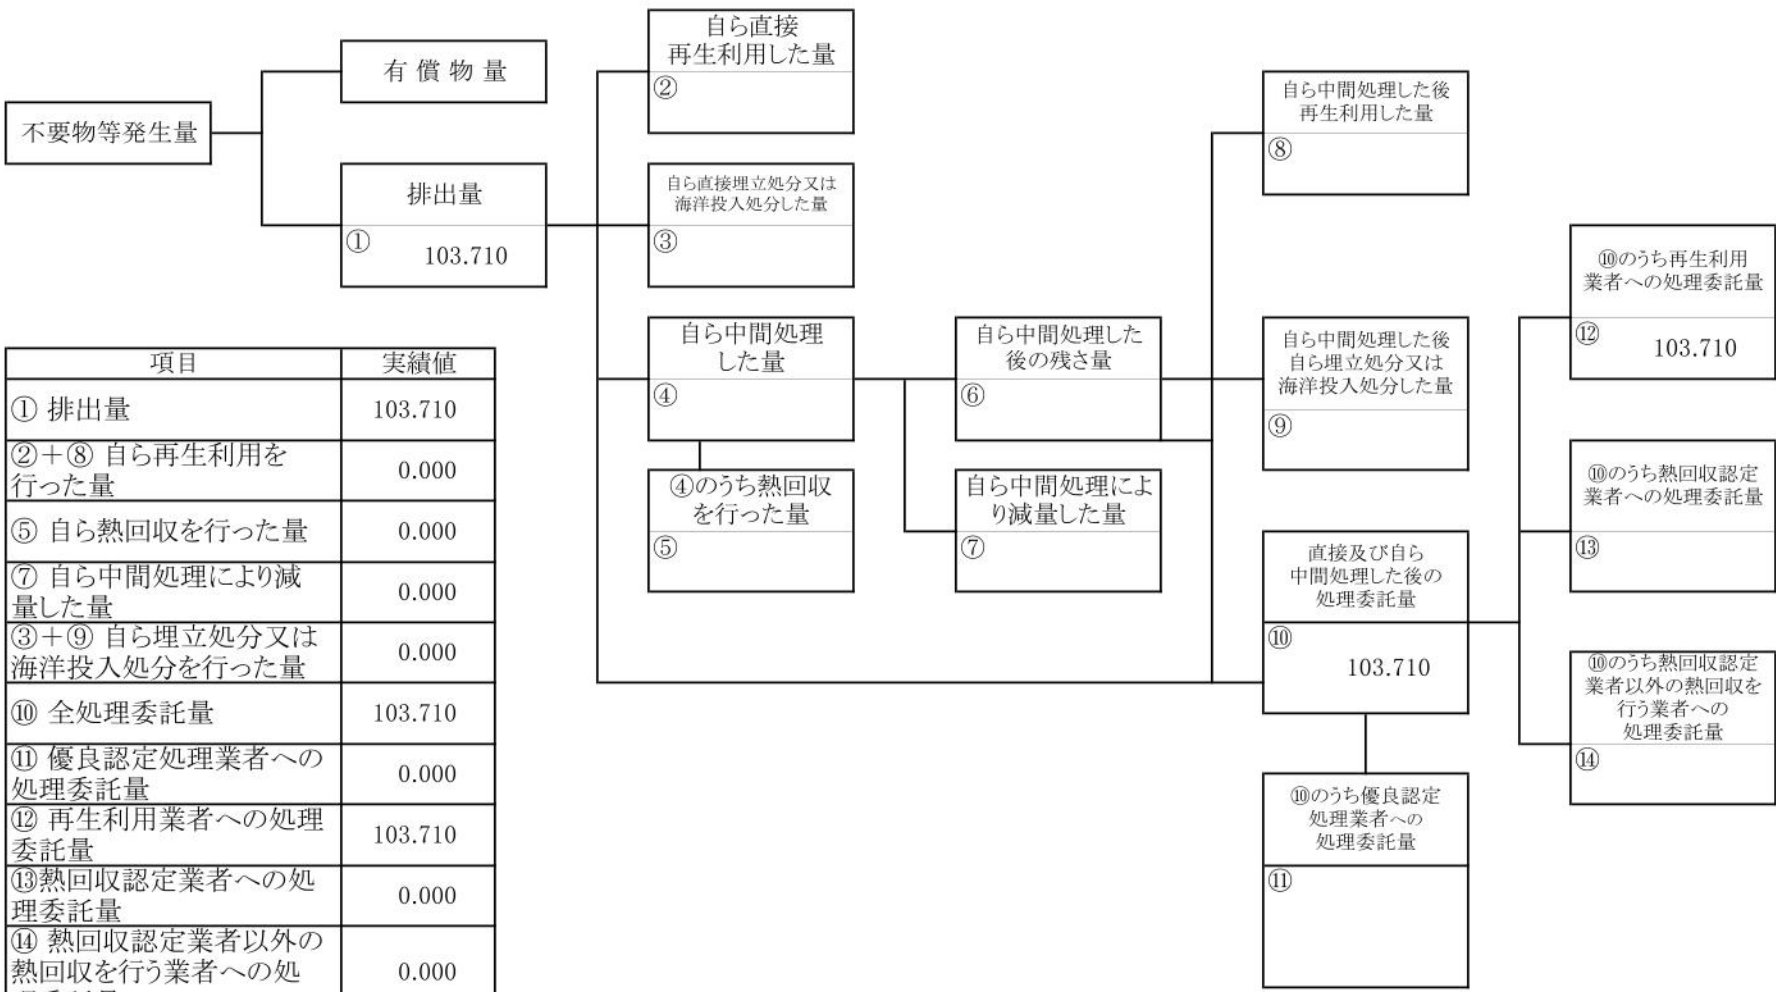 不要物等発生量
有償物量
排出量
①
103.710
自ら直接
再生利用した量
②
自ら直接埋立処分又は
海洋投入処分した量
③
自ら中間処理
した量
④
④のうち熱回収
を行った量
⑤
自ら中間処理した
後の残さ量
⑥
自ら中間処理によ
り減量した量
⑦
自ら中間処理した後
再生利用した量
⑧
自ら中間処理した後
自ら埋立処分又は
海洋投入処分した量
⑨
直接及び自ら
中間処理した後の
処理委託量
⑩
103.710
⑩のうち優良認定
処理業者への
処理委託量
⑪
⑩のうち再生利用
業者への処理委託量
⑫
103.710
⑩のうち熱回収認定
業者への処理委託量
⑬
⑩のうち熱回収認定
業者以外の熱回収を
行う業者への
処理委託量
⑭
項目 実績値
① 排出量 103.710
②＋⑧ 自ら再生利用を
行った量 0.000
⑤ 自ら熱回収を行った量 0.000
⑦ 自ら中間処理により減
量した量 0.000
③＋⑨ 自ら埋立処分又は
海洋投入処分を行った量 0.000
⑩ 全処理委託量 103.710
⑪ 優良認定処理業者への
処理委託量 0.000
⑫ 再生利用業者への処理
委託量 103.710
⑬熱回収認定業者への処
理委託量 0.000
⑭ 熱回収認定業者以外の
熱回収を行う業者への処 0.000